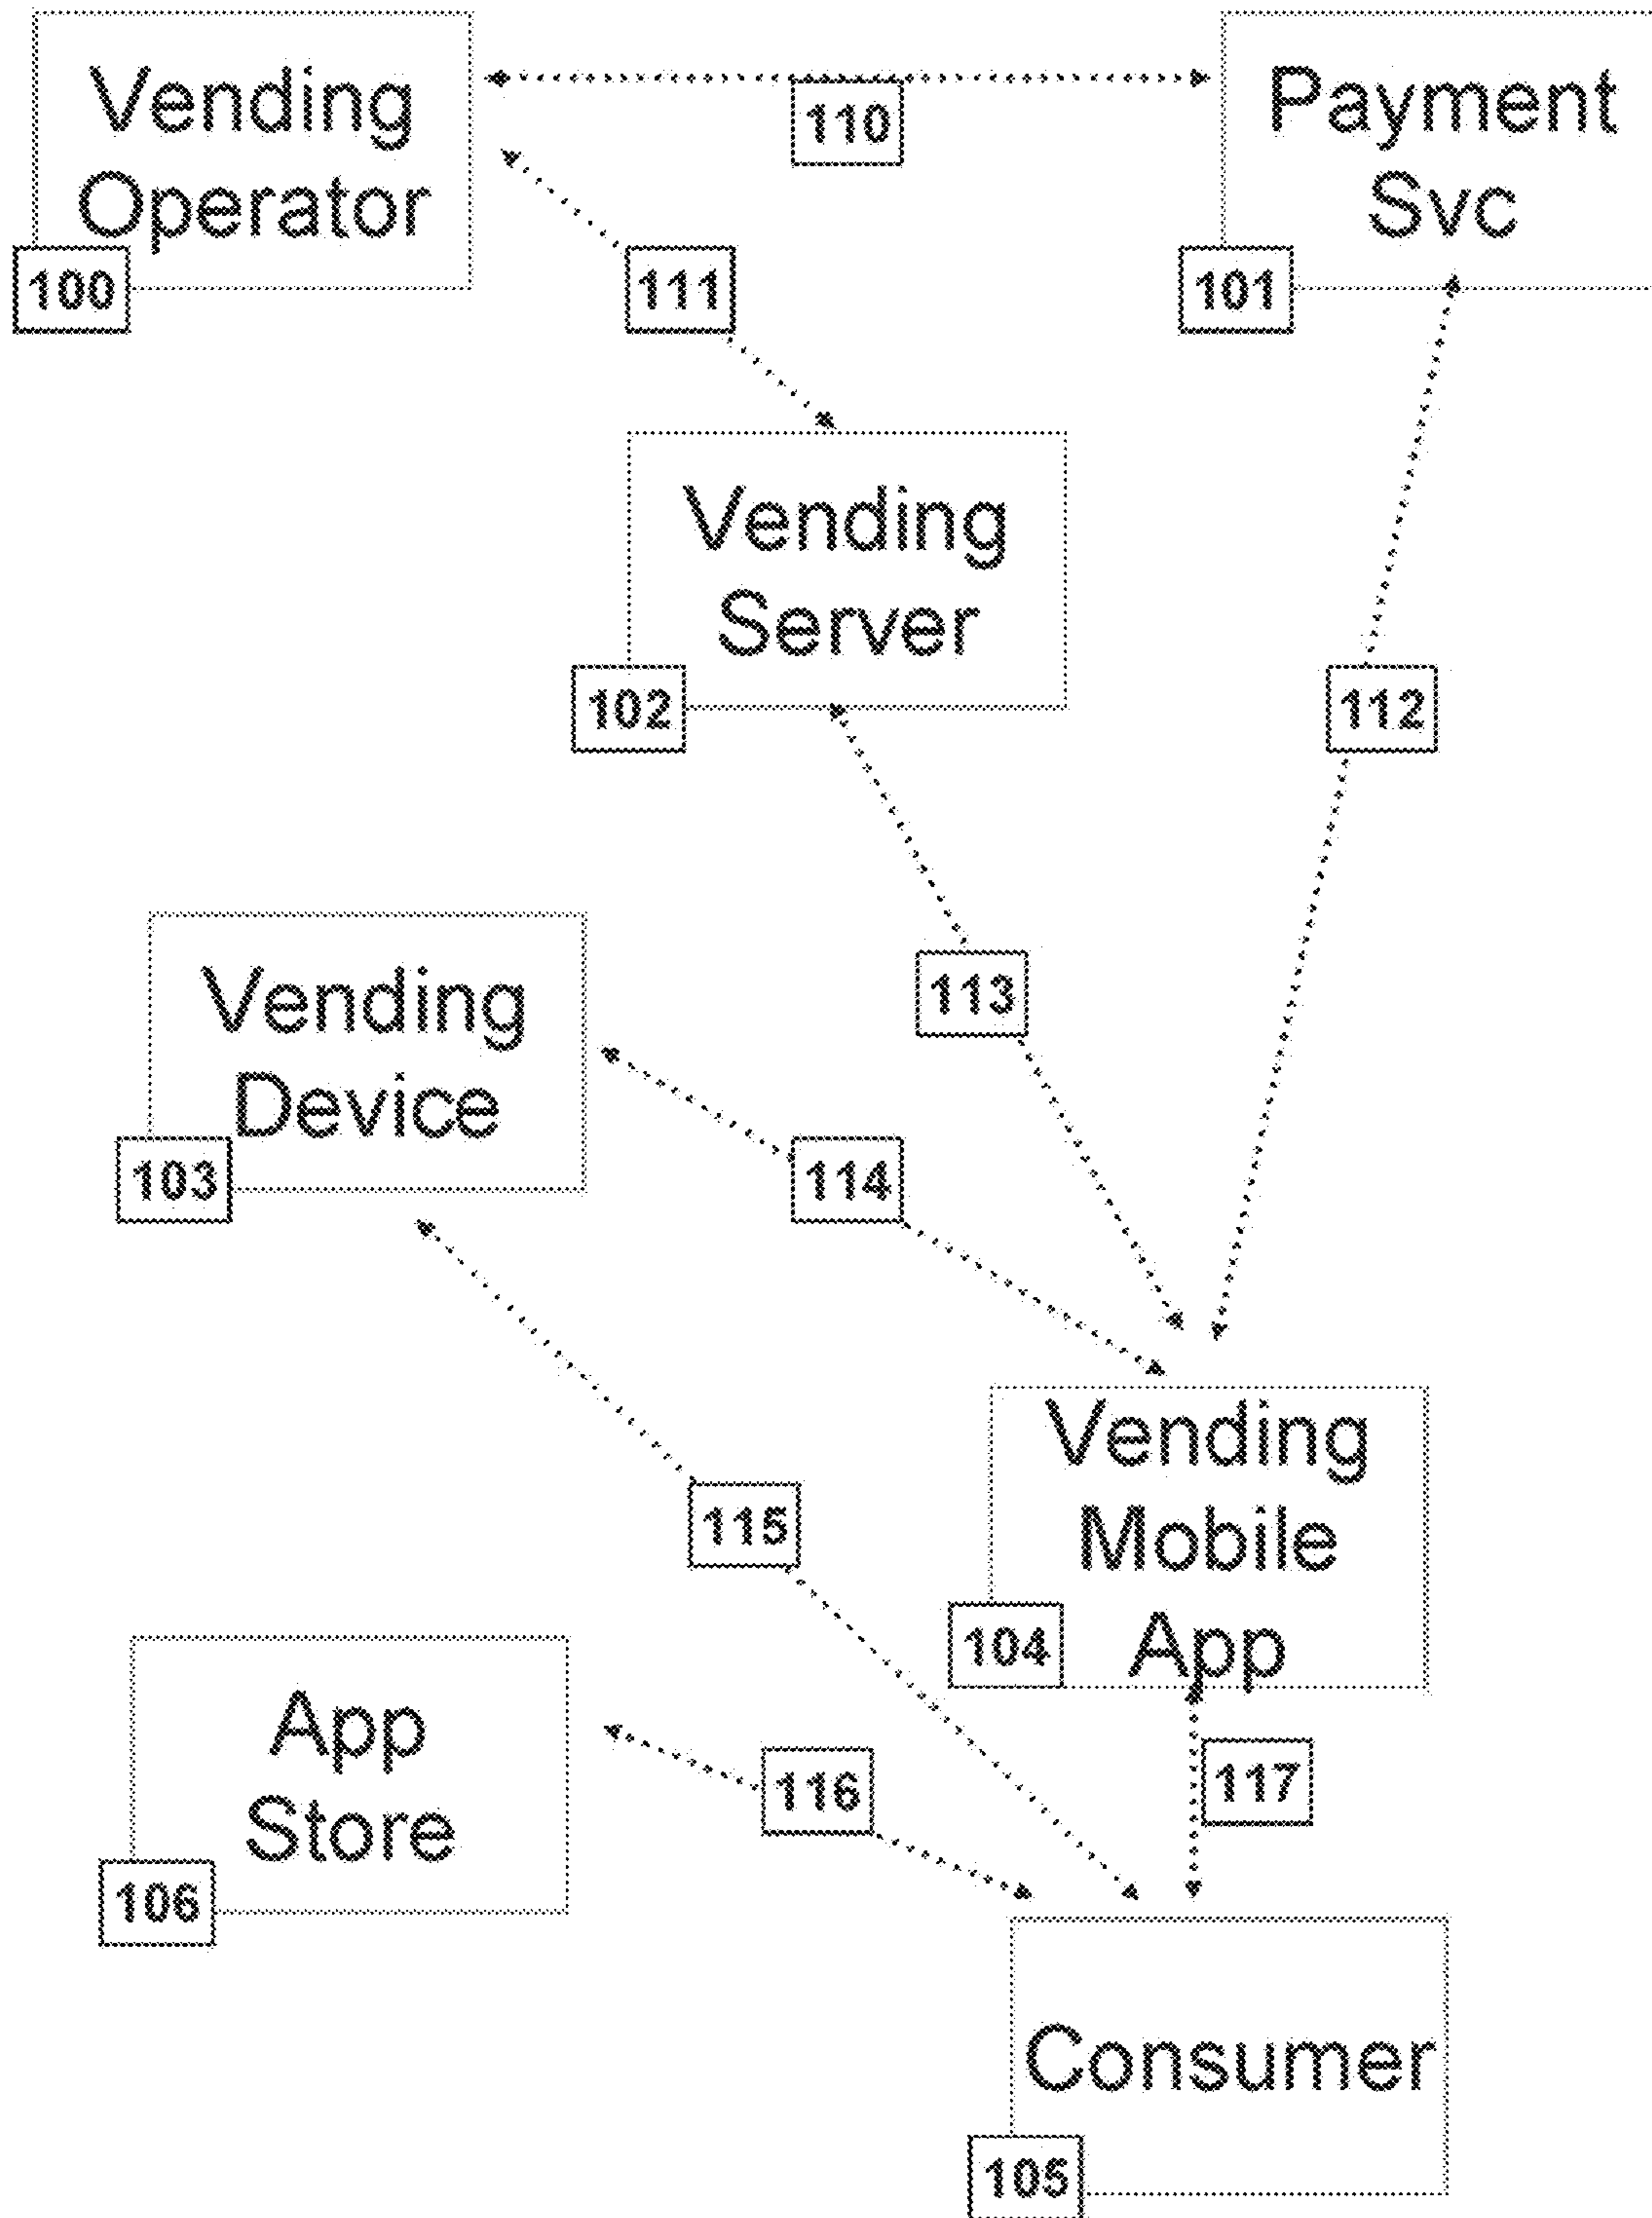 Vending
Operator
100
110
Payment
Svc
101
111
Vending
Server
102
112
113
Vending
Device
103
114
115
Vending
Mobile
App
104
App
Store
106
116
117
Consumer
105